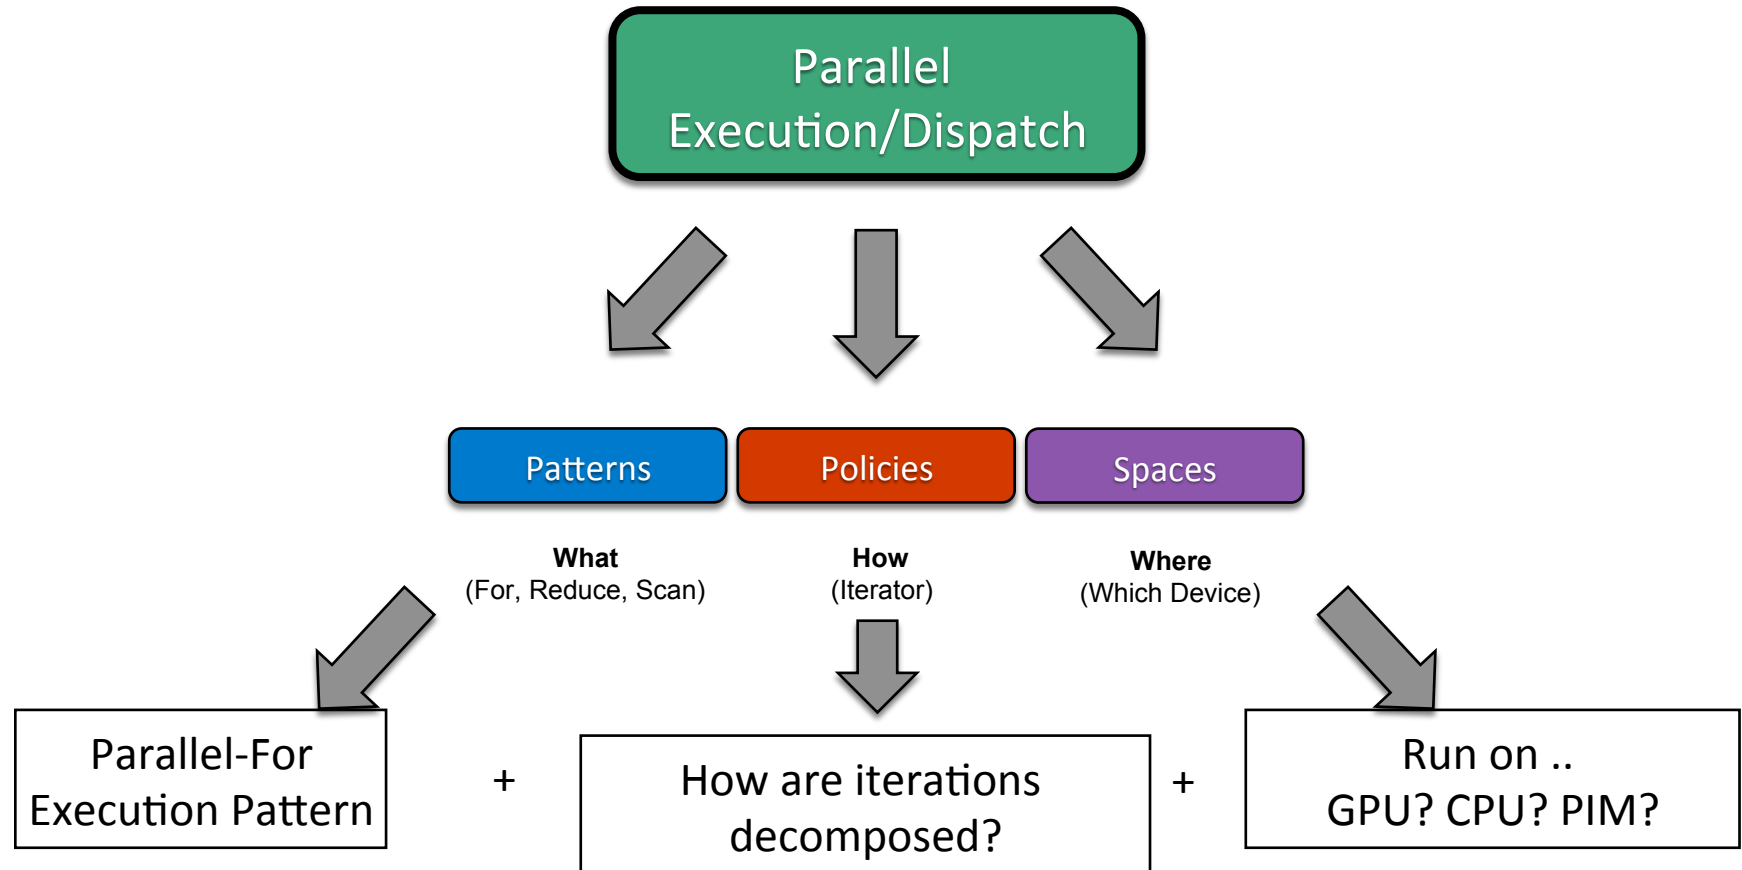 Parallel
Execution/Dispatch
Patterns
Policies
Spaces
What
(For, Reduce, Scan)
How
(Iterator)
Where
(Which Device)
Parallel-For
Execution Pattern
+
How are iterations
decomposed?
+
Run on ..
GPU? CPU? PIM?